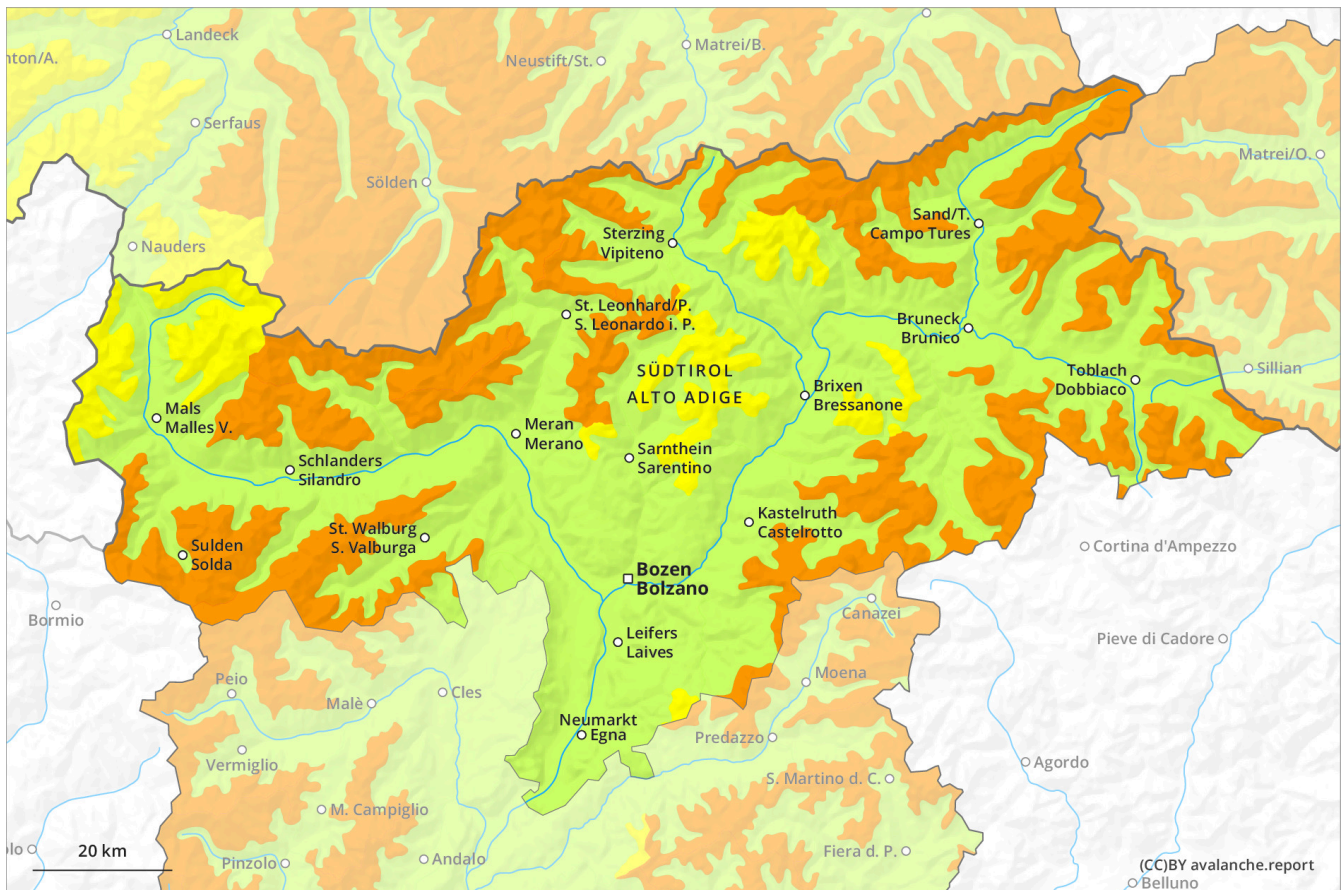 Landeck
nton/A.
Neustift/St.
Matrei/B.
Serfaus
Matrei/O.
Sölden
Nauders
Sterzing
Vipiteno
Sand/T.
Campo Tures
St. Leonhard/P.
S. Leonardo i. P.
Bruneck
Brunico
SÜDTIROL
ALTO ADIGE
Toblach
Dobbiaco
Sillian
Brixen
Bressanone
Mals
Malles V.
Meran
Merano
Schlanders
Silandro
Sarnthein
Sarentino
Kastelruth
Castelrotto
St. Walburg
S. Valburga
Sulden
Solda
Cortina d'Ampezzo
Bozen
Bolzano
Bormio
Canazei
Leifers
Laives
Pieve di Cadore
Peio
Moena
Malè
Cles
Neumarkt
Egna
Predazzo
Vermiglio
Agordo
S. Martino d. C.
M. Campiglio
olo
20 km
Pinzolo
Andalo
Fiera d. P.
(CC)BY avalanche.report
Belluno